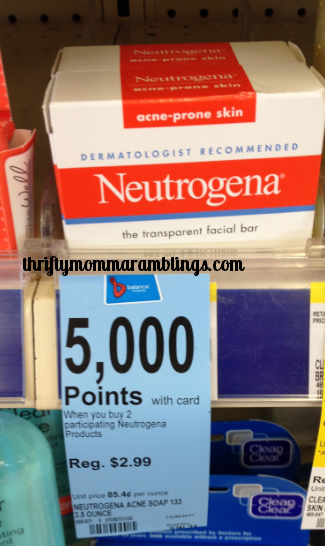 Neutrogena®
acne-prone skin
Neutrogena®
acne-prone skin
acne-prone skin
DERMATOLOGIST RECOMMENDED
Neutrogena®
the transparent facial bar
thriftymommaramblings.com
balance
5,000
Points with card
When you buy 2
participating Neutrogena
Products
Reg. $2.99
Unit price 85.4¢ per ounce
NEUTROGENA ACNE SOAP 133
3.5 OUNCE
Clean &
Clear
Clean &
Clear